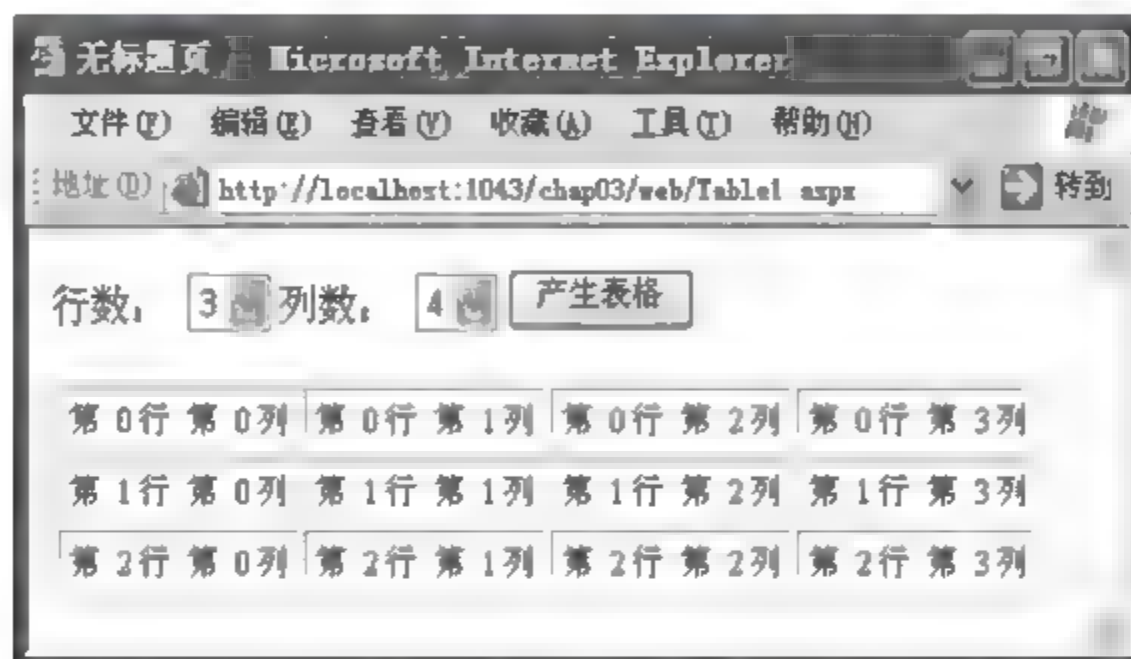 无标题页 - Microsoft Internet Explorer
文件(F) 编辑(E) 查看(V) 收藏(A) 工具(T) 帮助(H)
地址(D) http://localhost:1043/chap03/web/Table1.aspx 转到
行数： 3 列数： 4 产生表格
第 0行 第 0列 第 0行 第 1列 第 0行 第 2列 第 0行 第 3列
第 1行 第 0列 第 1行 第 1列 第 1行 第 2列 第 1行 第 3列
第 2行 第 0列 第 2行 第 1列 第 2行 第 2列 第 2行 第 3列